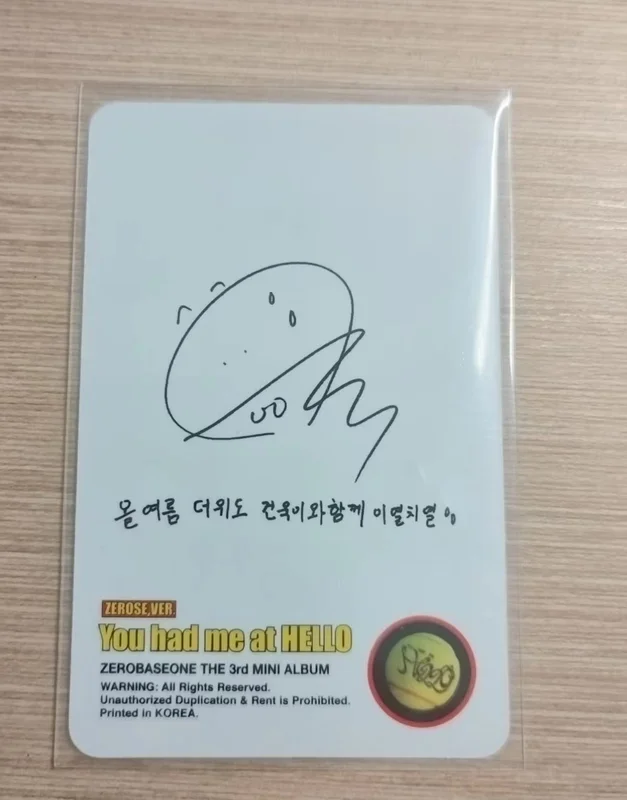 올 여름 더위도 건욱이와함께 이열치열
ZEROSE,VER.
You had me at HELLO
ZEROBASEONE THE 3rd MINI ALBUM
WARNING: All Rights Reserved.
Unauthorized Duplication & Rent is Prohibited.
Printed in KOREA.